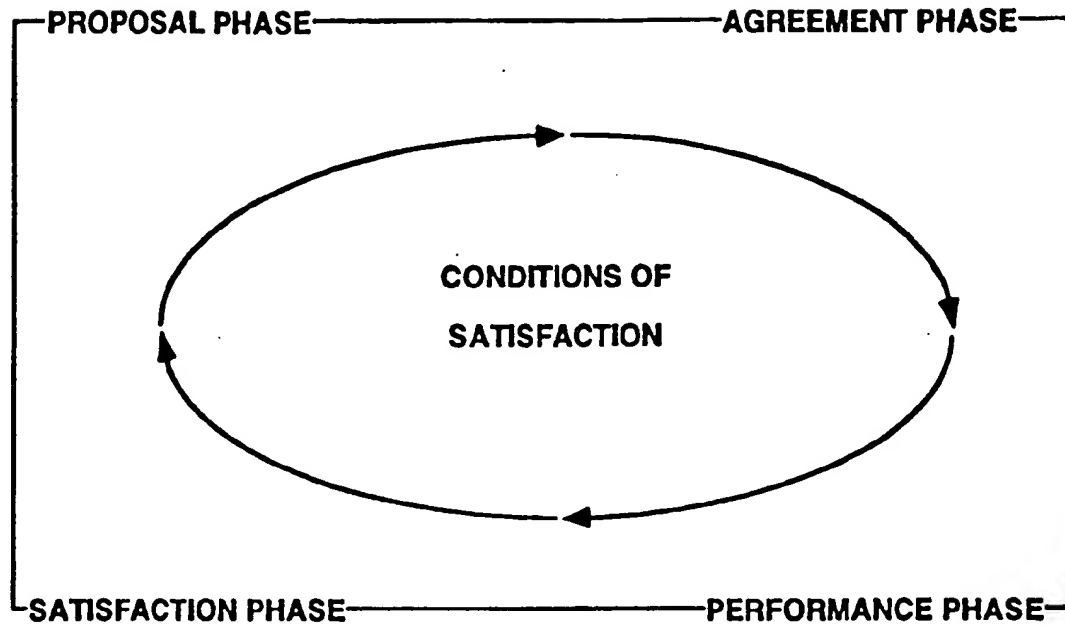 PROPOSAL PHASE AGREEMENT PHASE
CONDITIONS OF
SATISFACTION
SATISFACTION PHASE PERFORMANCE PHASE